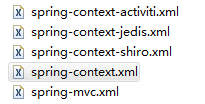 spring-context-activiti.xml
spring-context-jedis.xml
spring-context-shiro.xml
spring-context.xml
spring-mvc.xml